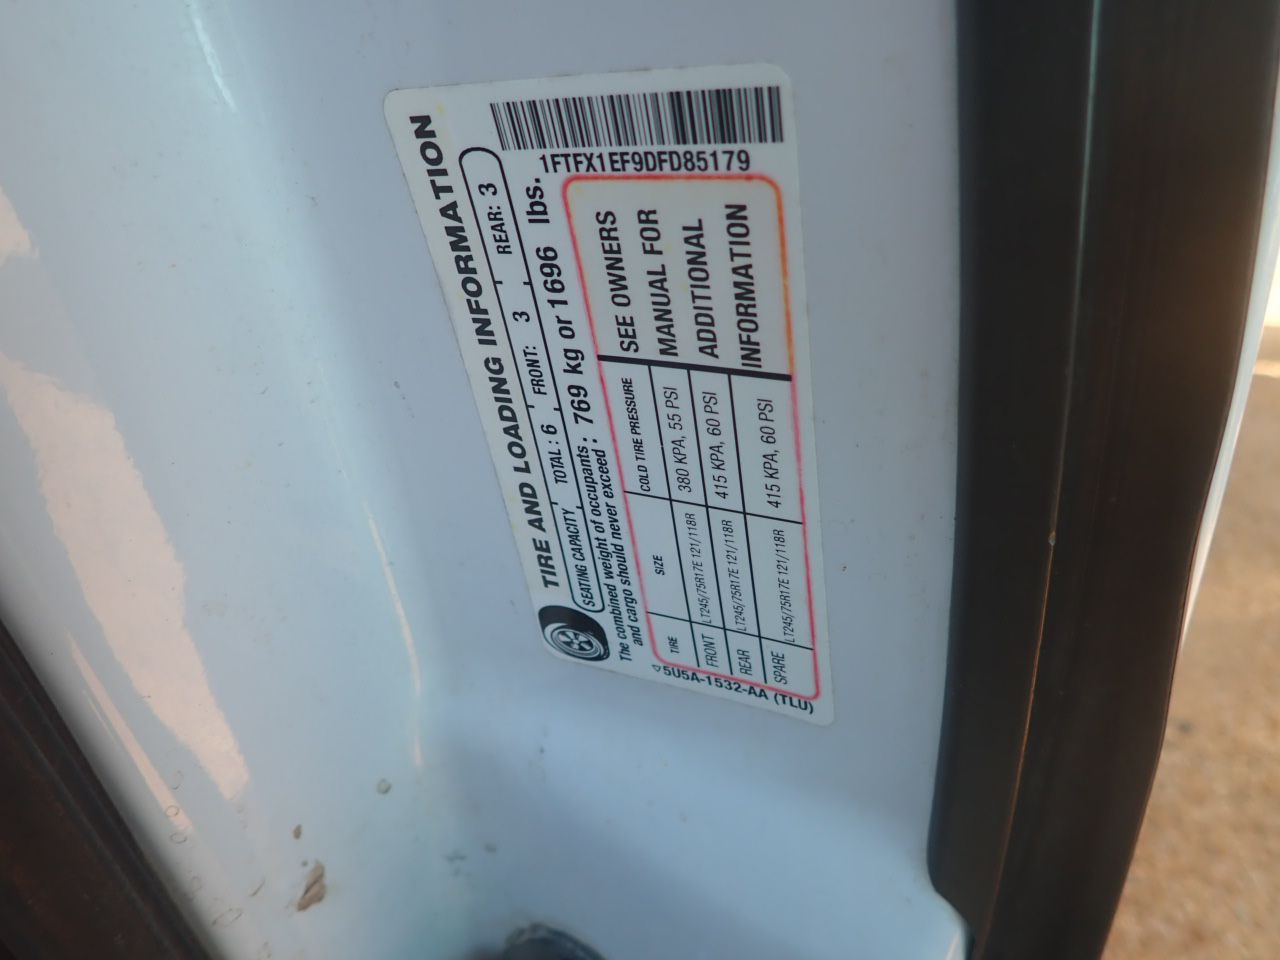 TIRE AND LOADING INFORMATION
SEATING CAPACITY TOTAL: 6 FRONT: 3 REAR: 3
The combined weight of occupants and cargo should never exceed: 769 kg or 1696 lbs.
1FTFX1EF9DFD85179
TIRE SIZE COLD TIRE PRESSURE
FRONT LT245/75R17E 121/118R 380 KPA, 55 PSI
REAR LT245/75R17E 121/118R 415 KPA, 60 PSI
SPARE LT245/75R17E 121/118R 415 KPA, 60 PSI
SEE OWNERS
MANUAL FOR
ADDITIONAL
INFORMATION
5U5A-1532-AA (TLU)